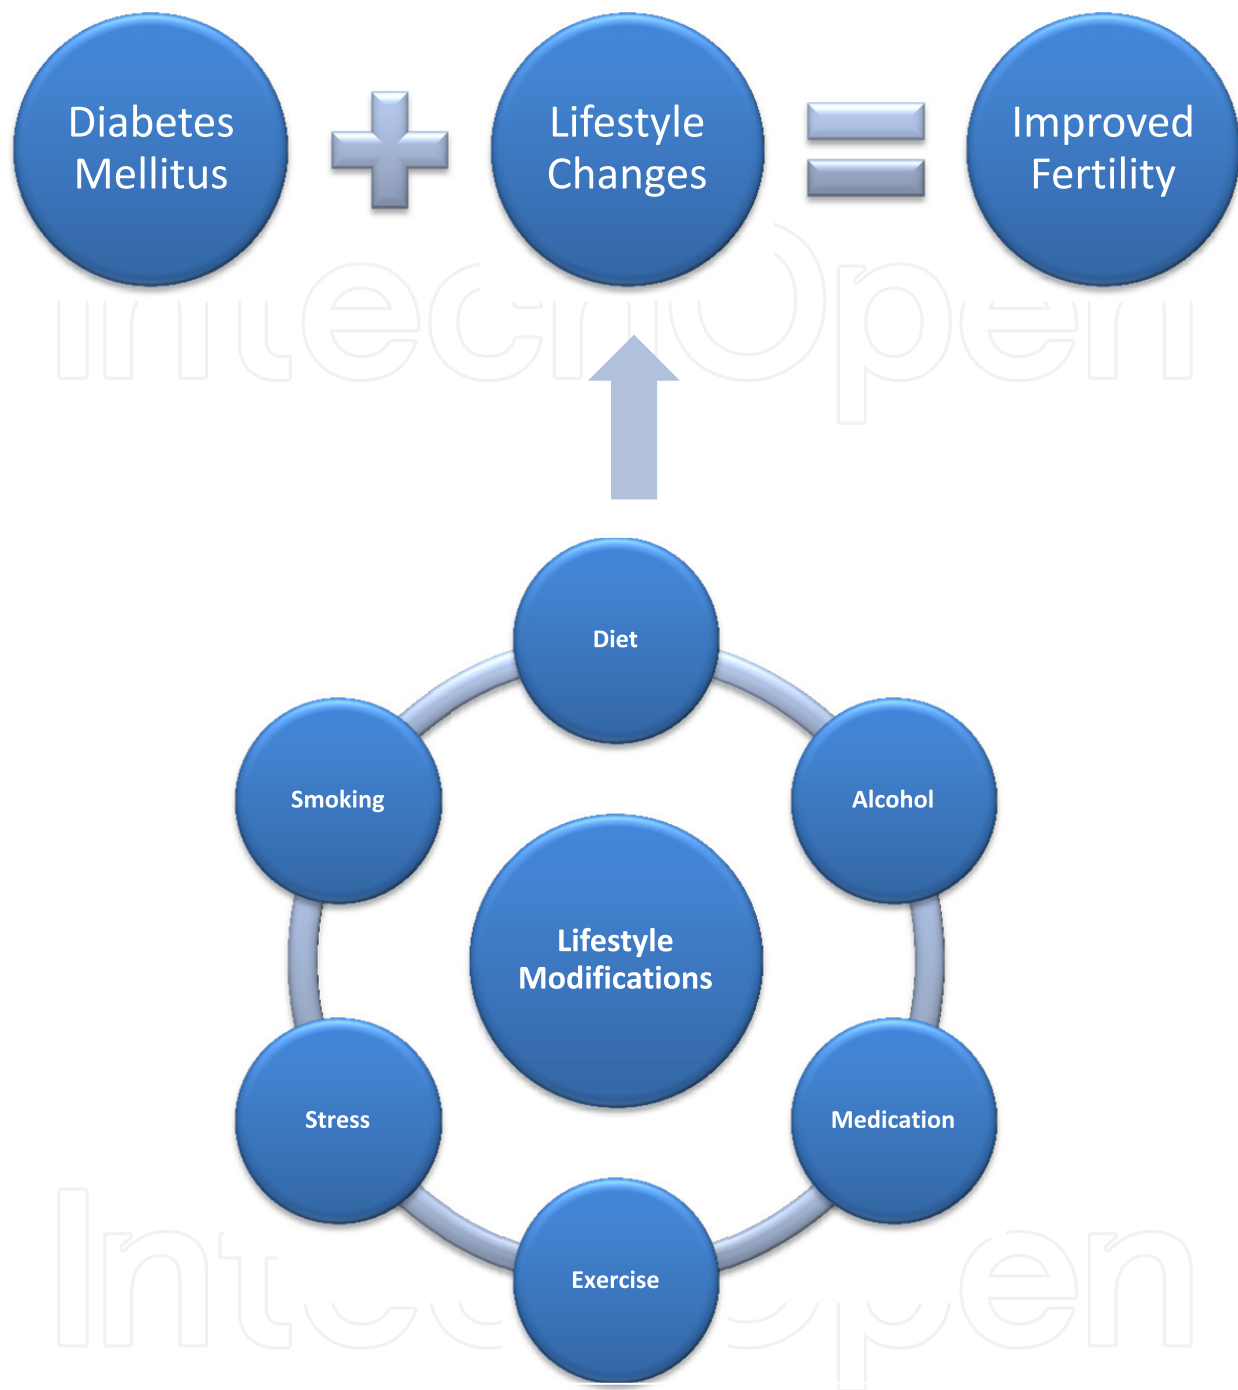 Diabetes
Mellitus
Lifestyle
Changes
Improved
Fertility
IntechOpen
Diet
Smoking
Alcohol
Lifestyle
Modifications
Stress
Medication
Exercise
IntechOpen